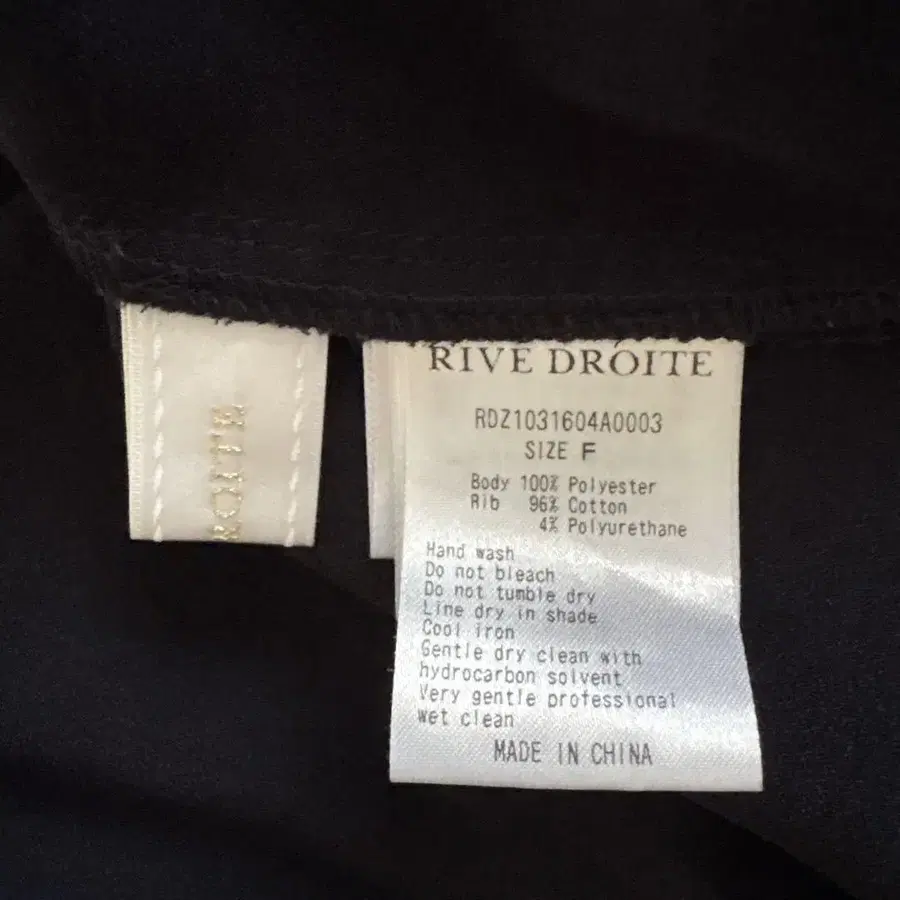 RIVE DROITE
RDZ1031604A0003
SIZE F
Body 100% Polyester
Rib 96% Cotton
4% Polyurethane
Hand wash
Do not bleach
Do not tumble dry
Line dry in shade
Cool iron
Gentle dry clean with
hydrocarbon solvent
Very gentle professional
wet clean
MADE IN CHINA